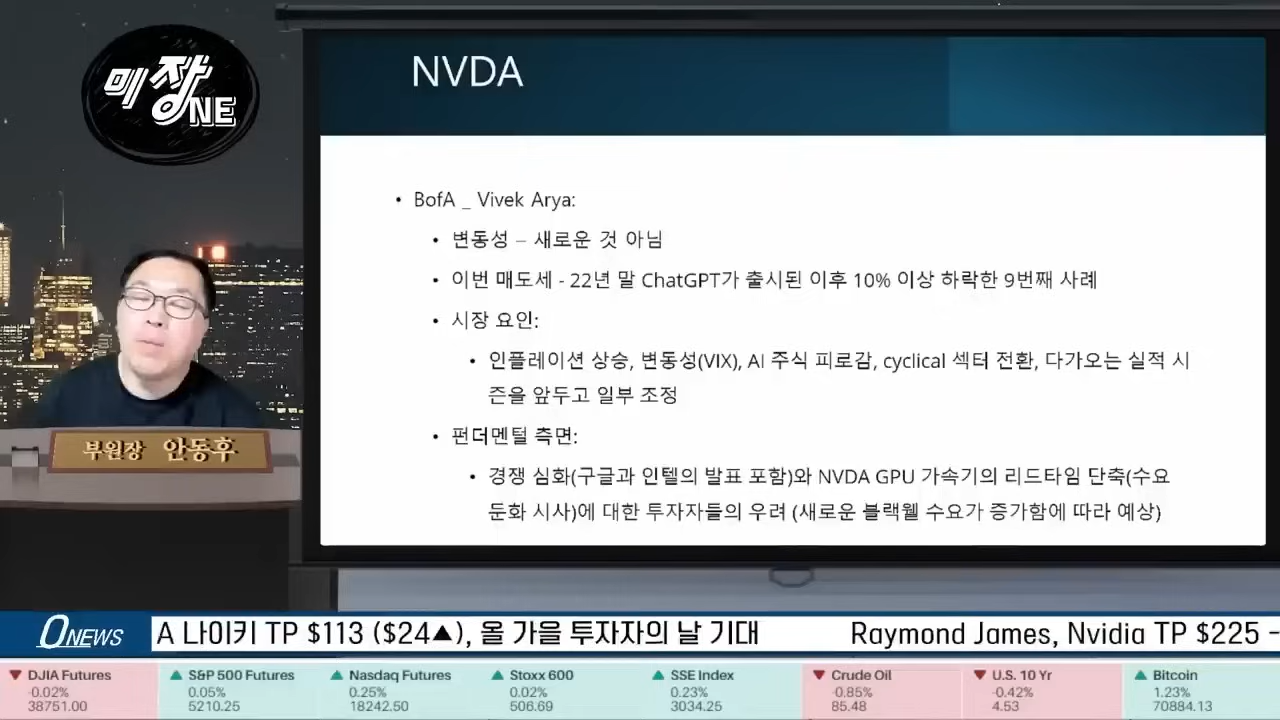 미장
ONE
NVDA
• BofA _ Vivek Arya:
• 변동성 – 새로운 것 아님
• 이번 매도세 - 22년 말 ChatGPT가 출시된 이후 10% 이상 하락한 9번째 사례
• 시장 요인:
• 인플레이션 상승, 변동성(VIX), AI 주식 피로감, cyclical 섹터 전환, 다가오는 실적 시
즌을 앞두고 일부 조정
• 펀더멘털 측면:
• 경쟁 심화(구글과 인텔의 발표 포함)와 NVDA GPU 가속기의 리드타임 단축(수요
둔화 시사)에 대한 투자자들의 우려 (새로운 블랙웰 수요가 증가함에 따라 예상)
부원장 안동후
ONEWS
A 나이키 TP $113 ($24▲), 올 가을 투자자의 날 기대 Raymond James, Nvidia TP $225 -
▼ DJIA Futures
-0.02%
38751.00
▲ S&P 500 Futures
0.05%
5210.25
▲ Nasdaq Futures
0.25%
18242.50
▲ Stoxx 600
0.02%
506.69
▲ SSE Index
0.23%
3034.25
▼ Crude Oil
-0.85%
85.48
▼ U.S. 10 Yr
-0.42%
4.53
▲ Bitcoin
1.23%
70884.13